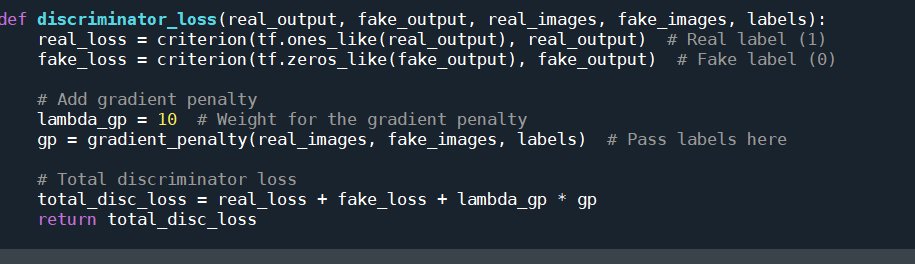 def discriminator_loss(real_output, fake_output, real_images, fake_images, labels):
    real_loss = criterion(tf.ones_like(real_output), real_output)  # Real label (1)
    fake_loss = criterion(tf.zeros_like(fake_output), fake_output)  # Fake label (0)

    # Add gradient penalty
    lambda_gp = 10  # Weight for the gradient penalty
    gp = gradient_penalty(real_images, fake_images, labels)  # Pass labels here

    # Total discriminator loss
    total_disc_loss = real_loss + fake_loss + lambda_gp * gp
    return total_disc_loss